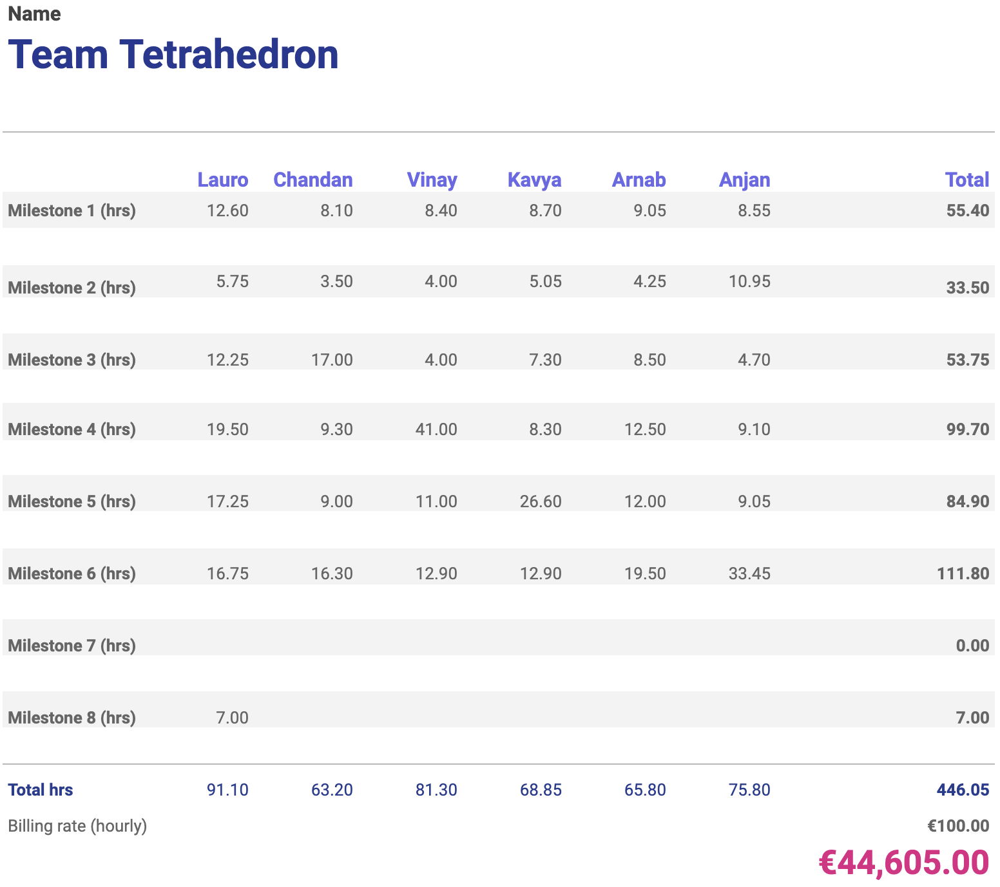 Name
Team Tetrahedron
Lauro Chandan Vinay Kavya Arnab Anjan Total
Milestone 1 (hrs) 12.60 8.10 8.40 8.70 9.05 8.55 55.40
Milestone 2 (hrs) 5.75 3.50 4.00 5.05 4.25 10.95 33.50
Milestone 3 (hrs) 12.25 17.00 4.00 7.30 8.50 4.70 53.75
Milestone 4 (hrs) 19.50 9.30 41.00 8.30 12.50 9.10 99.70
Milestone 5 (hrs) 17.25 9.00 11.00 26.60 12.00 9.05 84.90
Milestone 6 (hrs) 16.75 16.30 12.90 12.90 19.50 33.45 111.80
Milestone 7 (hrs) 0.00
Milestone 8 (hrs) 7.00 7.00
Total hrs 91.10 63.20 81.30 68.85 65.80 75.80 446.05
Billing rate (hourly) €100.00
€44,605.00